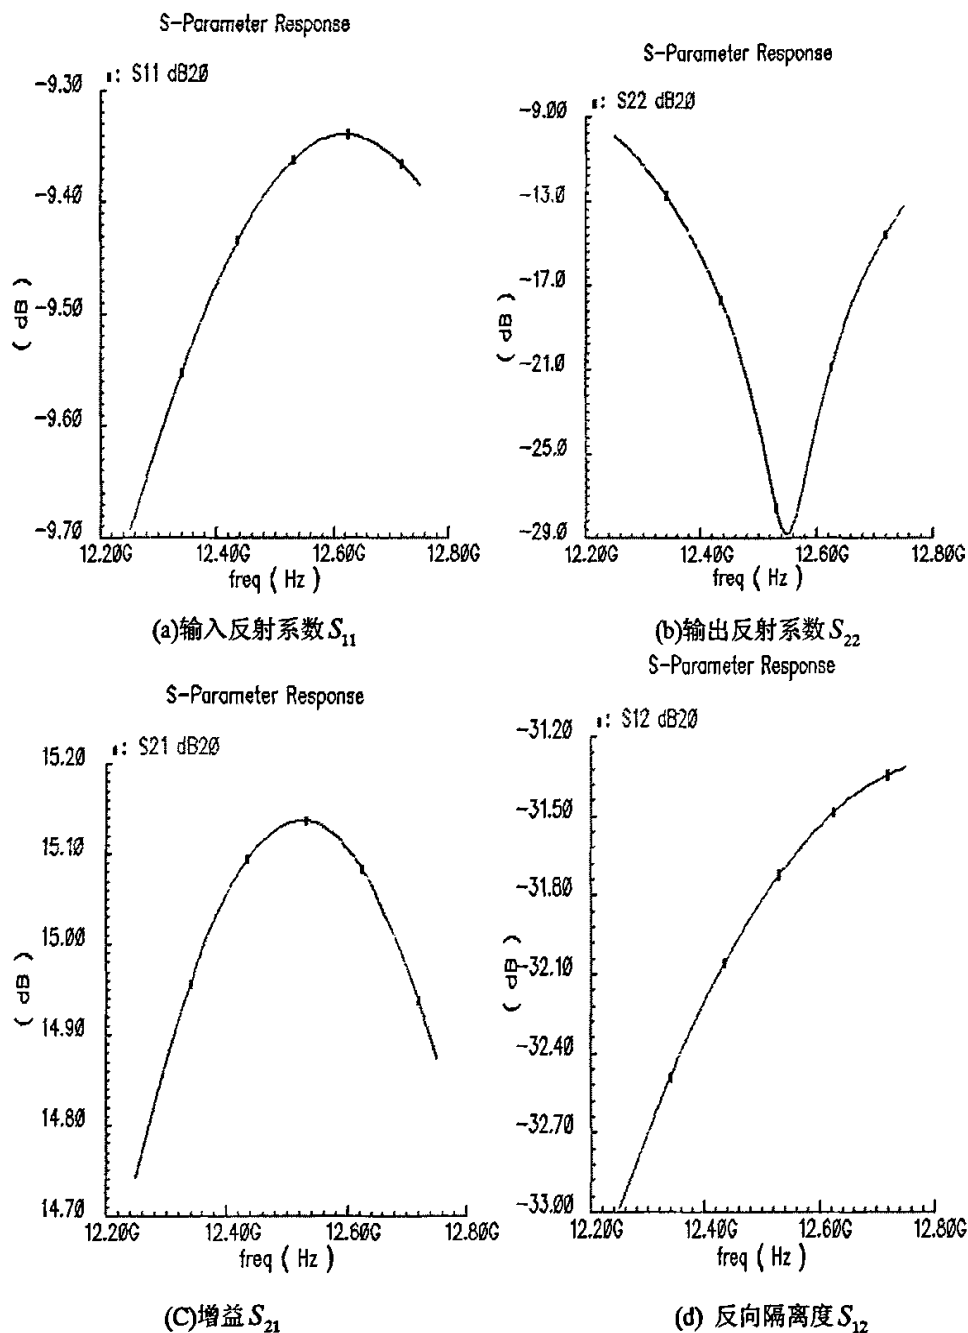 S-Parameter Response
ı: S11 dB20
-9.30
-9.40
-9.50
-9.60
-9.70
( dB )
12.20G 12.40G 12.60G 12.80G
freq ( Hz )
(a)输入反射系数S11
S-Parameter Response
ı: S22 dB20
-9.00
-13.0
-17.0
-21.0
-25.0
-29.0
( dB )
12.20G 12.40G 12.60G 12.80G
freq ( Hz )
(b)输出反射系数S22
S-Parameter Response
ı: S21 dB20
15.20
15.10
15.00
14.90
14.80
14.70
( dB )
12.20G 12.40G 12.60G 12.80G
freq ( Hz )
(C)增益S21
S-Parameter Response
ı: S12 dB20
-31.20
-31.50
-31.80
-32.10
-32.40
-32.70
-33.00
( dB )
12.20G 12.40G 12.60G 12.80G
freq ( Hz )
(d) 反向隔离度S12